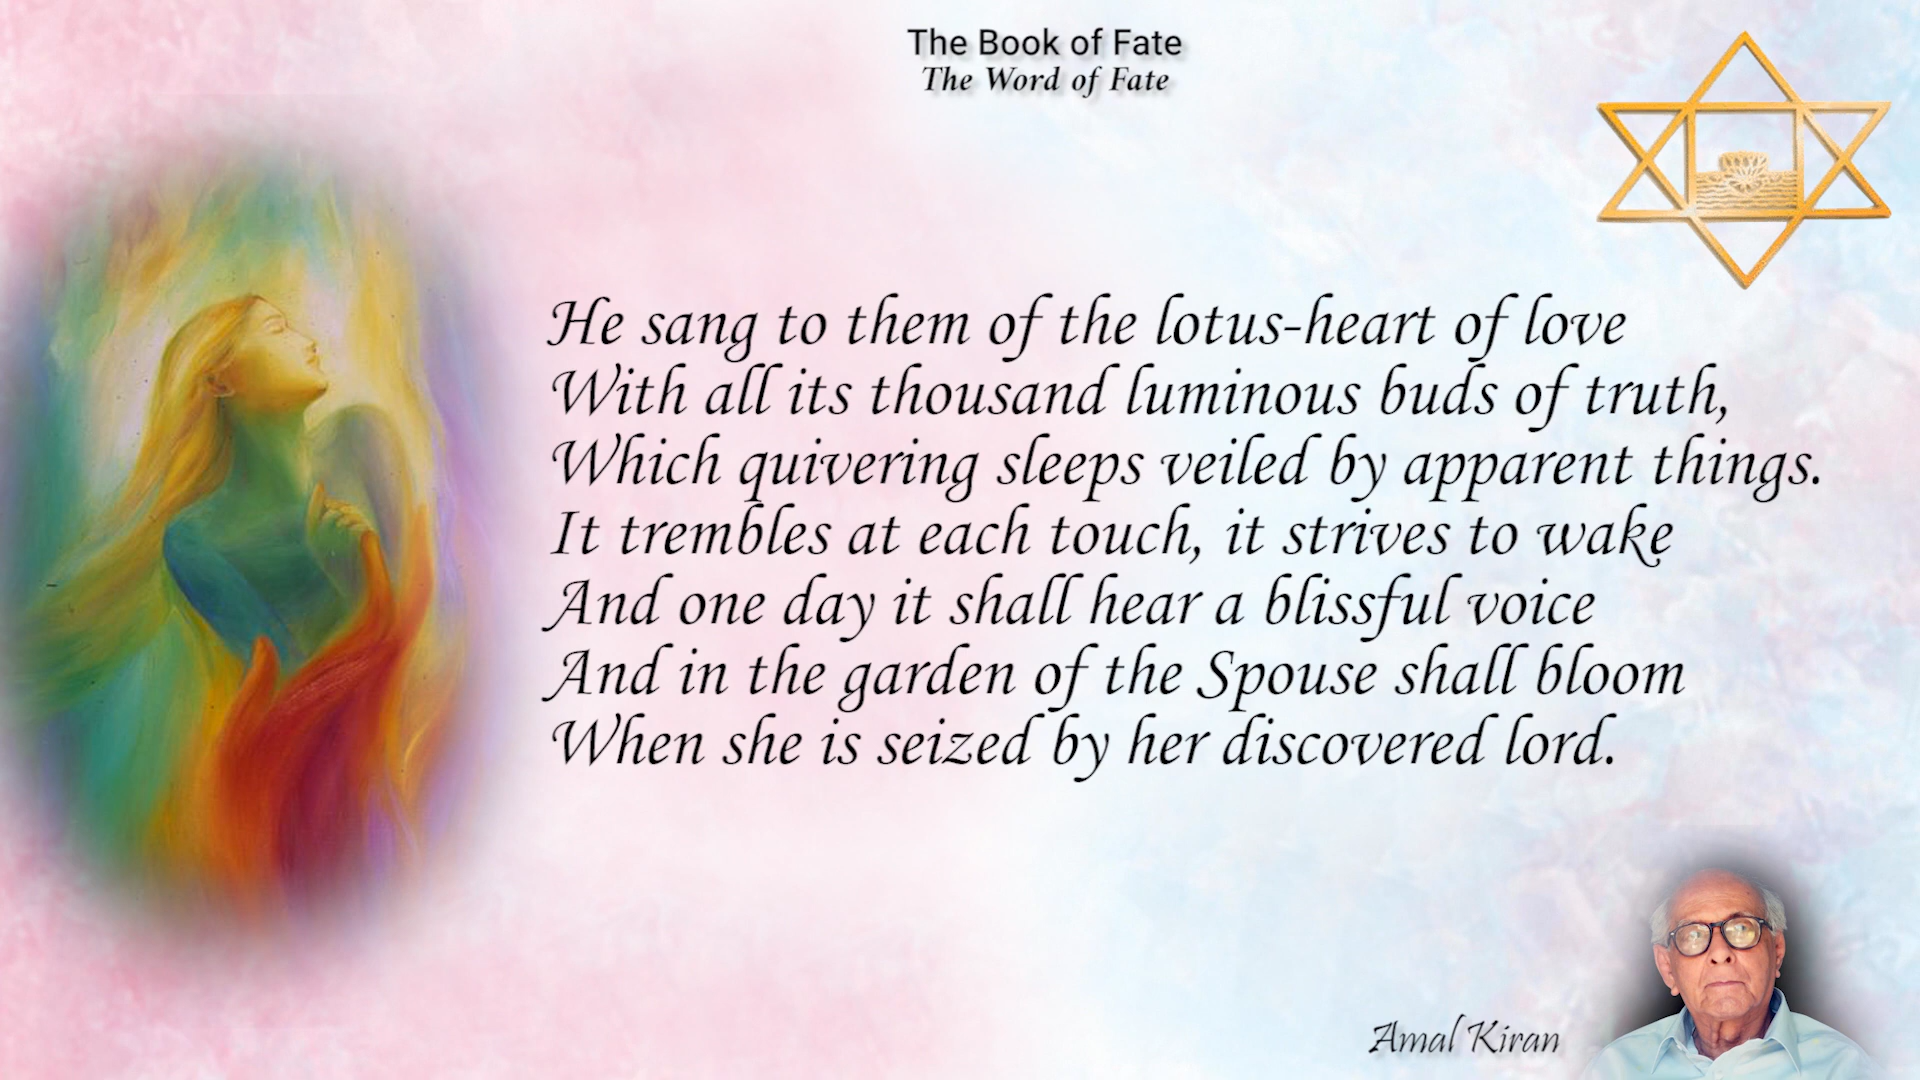 The Book of Fate
The Word of Fate
He sang to them of the lotus-heart of love
With all its thousand luminous buds of truth,
Which quivering sleeps veiled by apparent things.
It trembles at each touch, it strives to wake
And one day it shall hear a blissful voice
And in the garden of the Spouse shall bloom
When she is seized by her discovered lord.
Amal Kiran